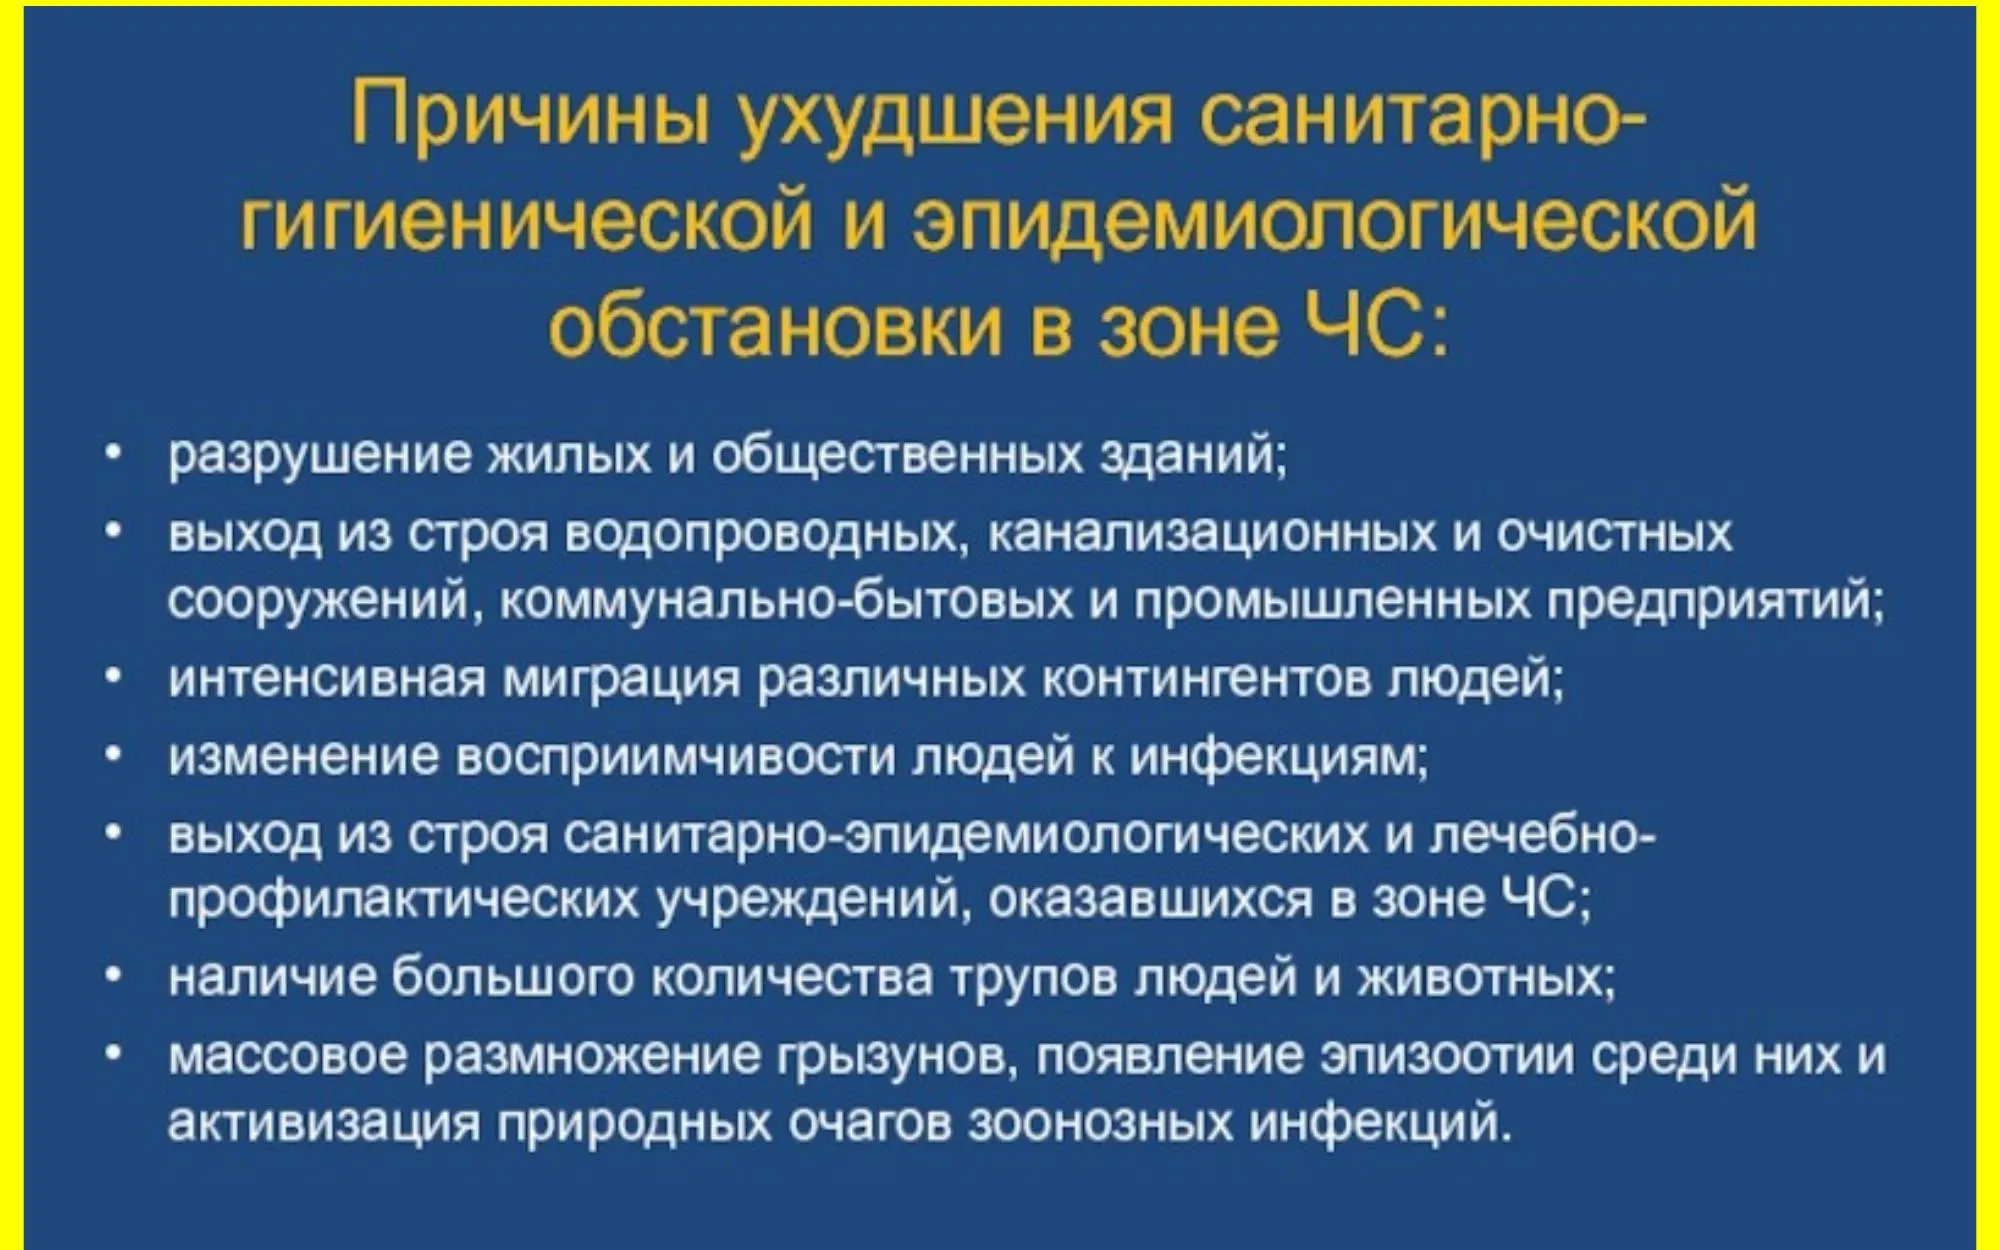 Причины ухудшения санитарно-
гигиенической и эпидемиологической
обстановки в зоне ЧС:
• разрушение жилых и общественных зданий;
• выход из строя водопроводных, канализационных и очистных
сооружений, коммунально-бытовых и промышленных предприятий;
• интенсивная миграция различных контингентов людей;
• изменение восприимчивости людей к инфекциям;
• выход из строя санитарно-эпидемиологических и лечебно-
профилактических учреждений, оказавшихся в зоне ЧС;
• наличие большого количества трупов людей и животных;
• массовое размножение грызунов, появление эпизоотии среди них и
активизация природных очагов зоонозных инфекций.